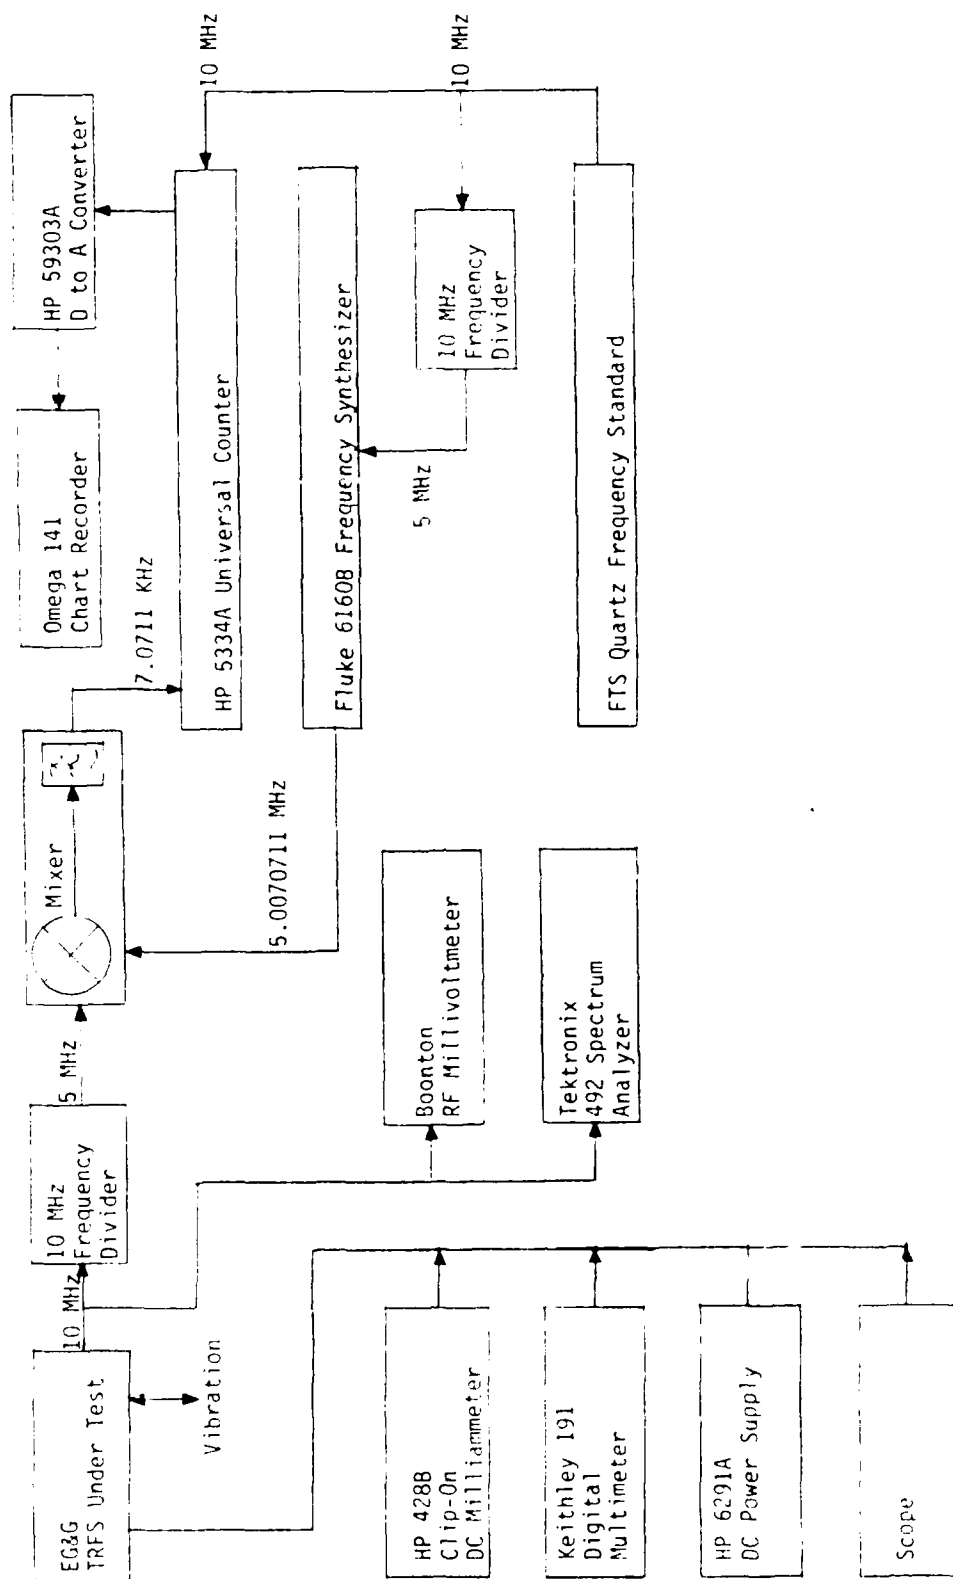 EG&G
TRFS Under Test
10 MHz
Vibration
10 MHz
Frequency
Divider
5 MHz
Mixer
7.0711 KHz
Omega 141
Chart Recorder
HP 59303A
D to A Converter
HP 5334A Universal Counter
10 MHz
5.0070711 MHz
Fluke 6160B Frequency Synthesizer
5 MHz
10 MHz
Frequency
Divider
10 MHz
FTS Quartz Frequency Standard
Boonton
RF Millivoltmeter
Tektronix
492 Spectrum
Analyzer
HP 428B
Clip-On
DC Milliammeter
Keithley 191
Digital
Multimeter
HP 6291A
DC Power Supply
Scope